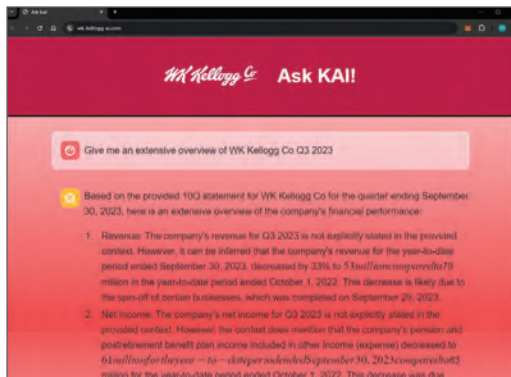 Ask KAI
wk.kellogg-ai.com/
WK Kellogg Co Ask KAI!
Give me an extensive overview of WK Kellogg Co Q3 2023
Based on the provided 10Q statement for WK Kellogg Co for the quarter ending September
30, 2023, here is an extensive overview of the company's financial performance:
1. Revenue: The company's revenue for Q3 2023 is not explicitly stated in the provided
context. However, it can be inferred that the company's revenue for the year-to-date
period ended September 30, 2023, decreased by 33% to 53millioncomparedto79
million in the year-to-date period ended October 1, 2022. This decrease is likely due to
the spin-off of certain businesses, which was completed on September 29, 2023.
2. Net Income: The company's net income for Q3 2023 is not explicitly stated in the
provided context. However, the context does mention that the company's pension and
postretirement benefit plan income included in other income (expense) decreased to
61millionfortheyear−to−dateperiodendedSeptember30,2023comparedto
million for the year-to-date period ended October 1, 2022. This decrease was due